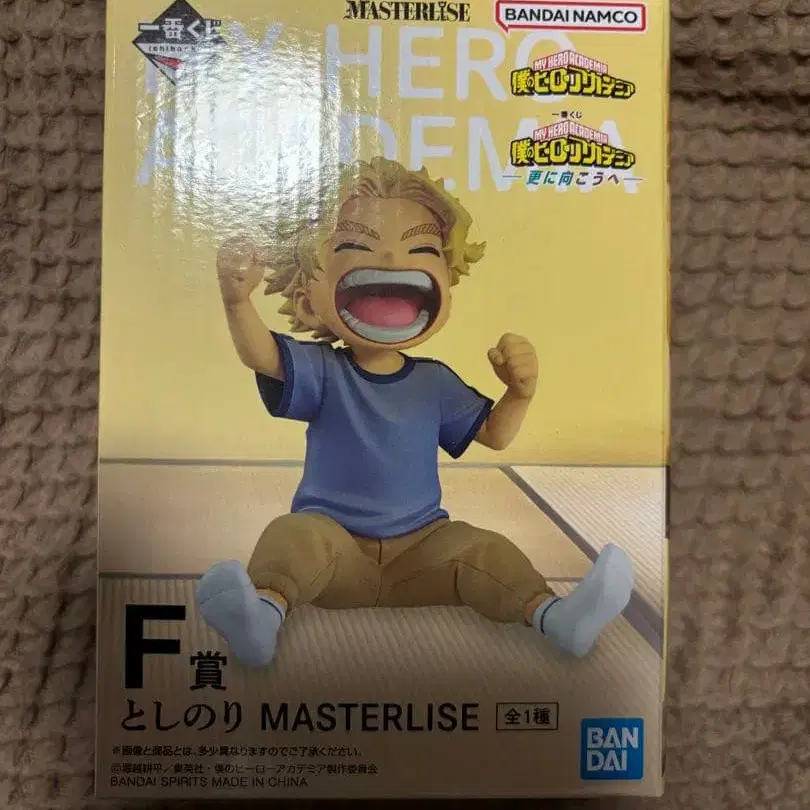 MASTERLISE
BANDAI NAMCO
一番くじ
ichiban k
MY HERO
ACADEMIA
MY HERO ACADEMIA
僕のヒーローアカデミア
一番くじ
MY HERO ACADEMIA
僕のヒーローアカデミア
更に向こうへ
F賞
としのり MASTERLISE 全1種
※画像と商品とは、多少異なりますのでご了承ください。
©堀越耕平／集英社・僕のヒーローアカデミア製作委員会
BANDAI SPIRITS MADE IN CHINA
BAN
DAI